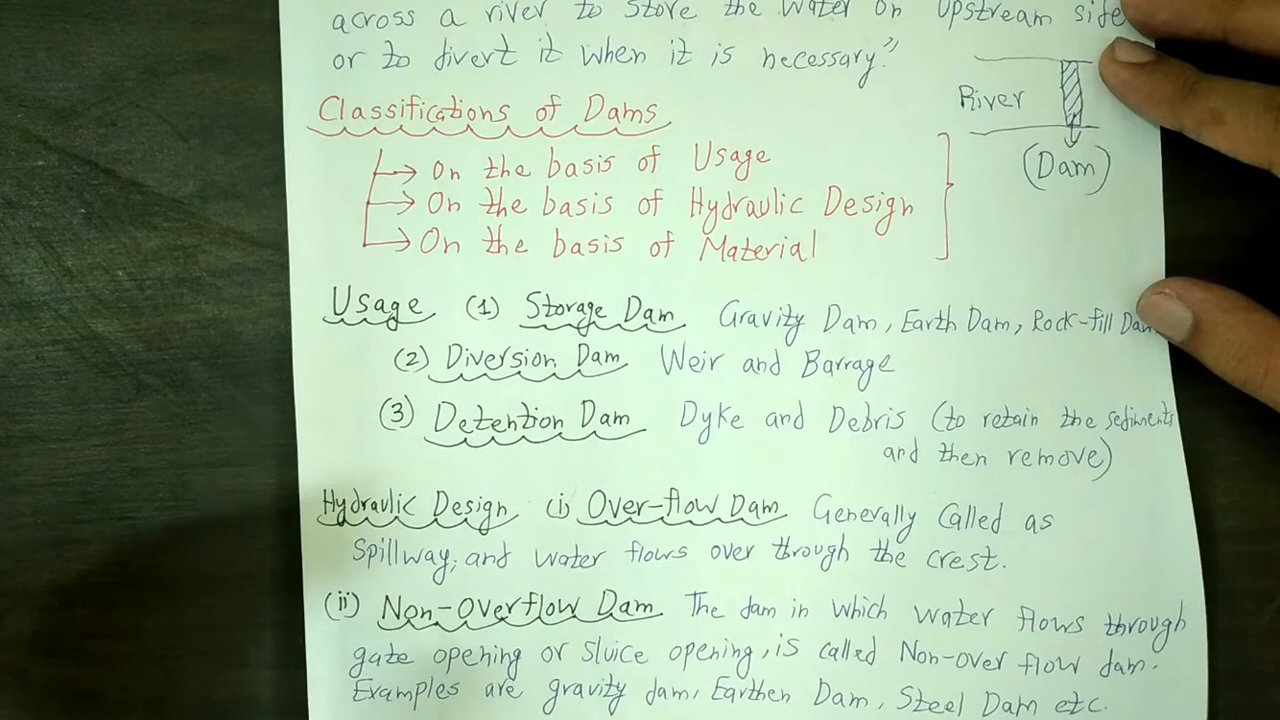 across a river to store the water on upstream side
or to divert it when it is necessary."
River
(Dam)
Classifications of Dams
On the basis of Usage
On the basis of Hydraulic Design
On the basis of Material
Usage (1) Storage Dam Gravity Dam, Earth Dam, Rock-fill Dam
(2) Diversion Dam Weir and Barrage
(3) Detention Dam Dyke and Debris (to retain the sediments
and then remove)
Hydraulic Design (i) Over-flow Dam Generally Called as
Spillway, and water flows over through the crest.
(ii) Non-Overflow Dam The dam in which water flows through
gate opening or sluice opening, is called Non-over flow dam.
Examples are gravity dam, Earthen Dam, Steel Dam etc.